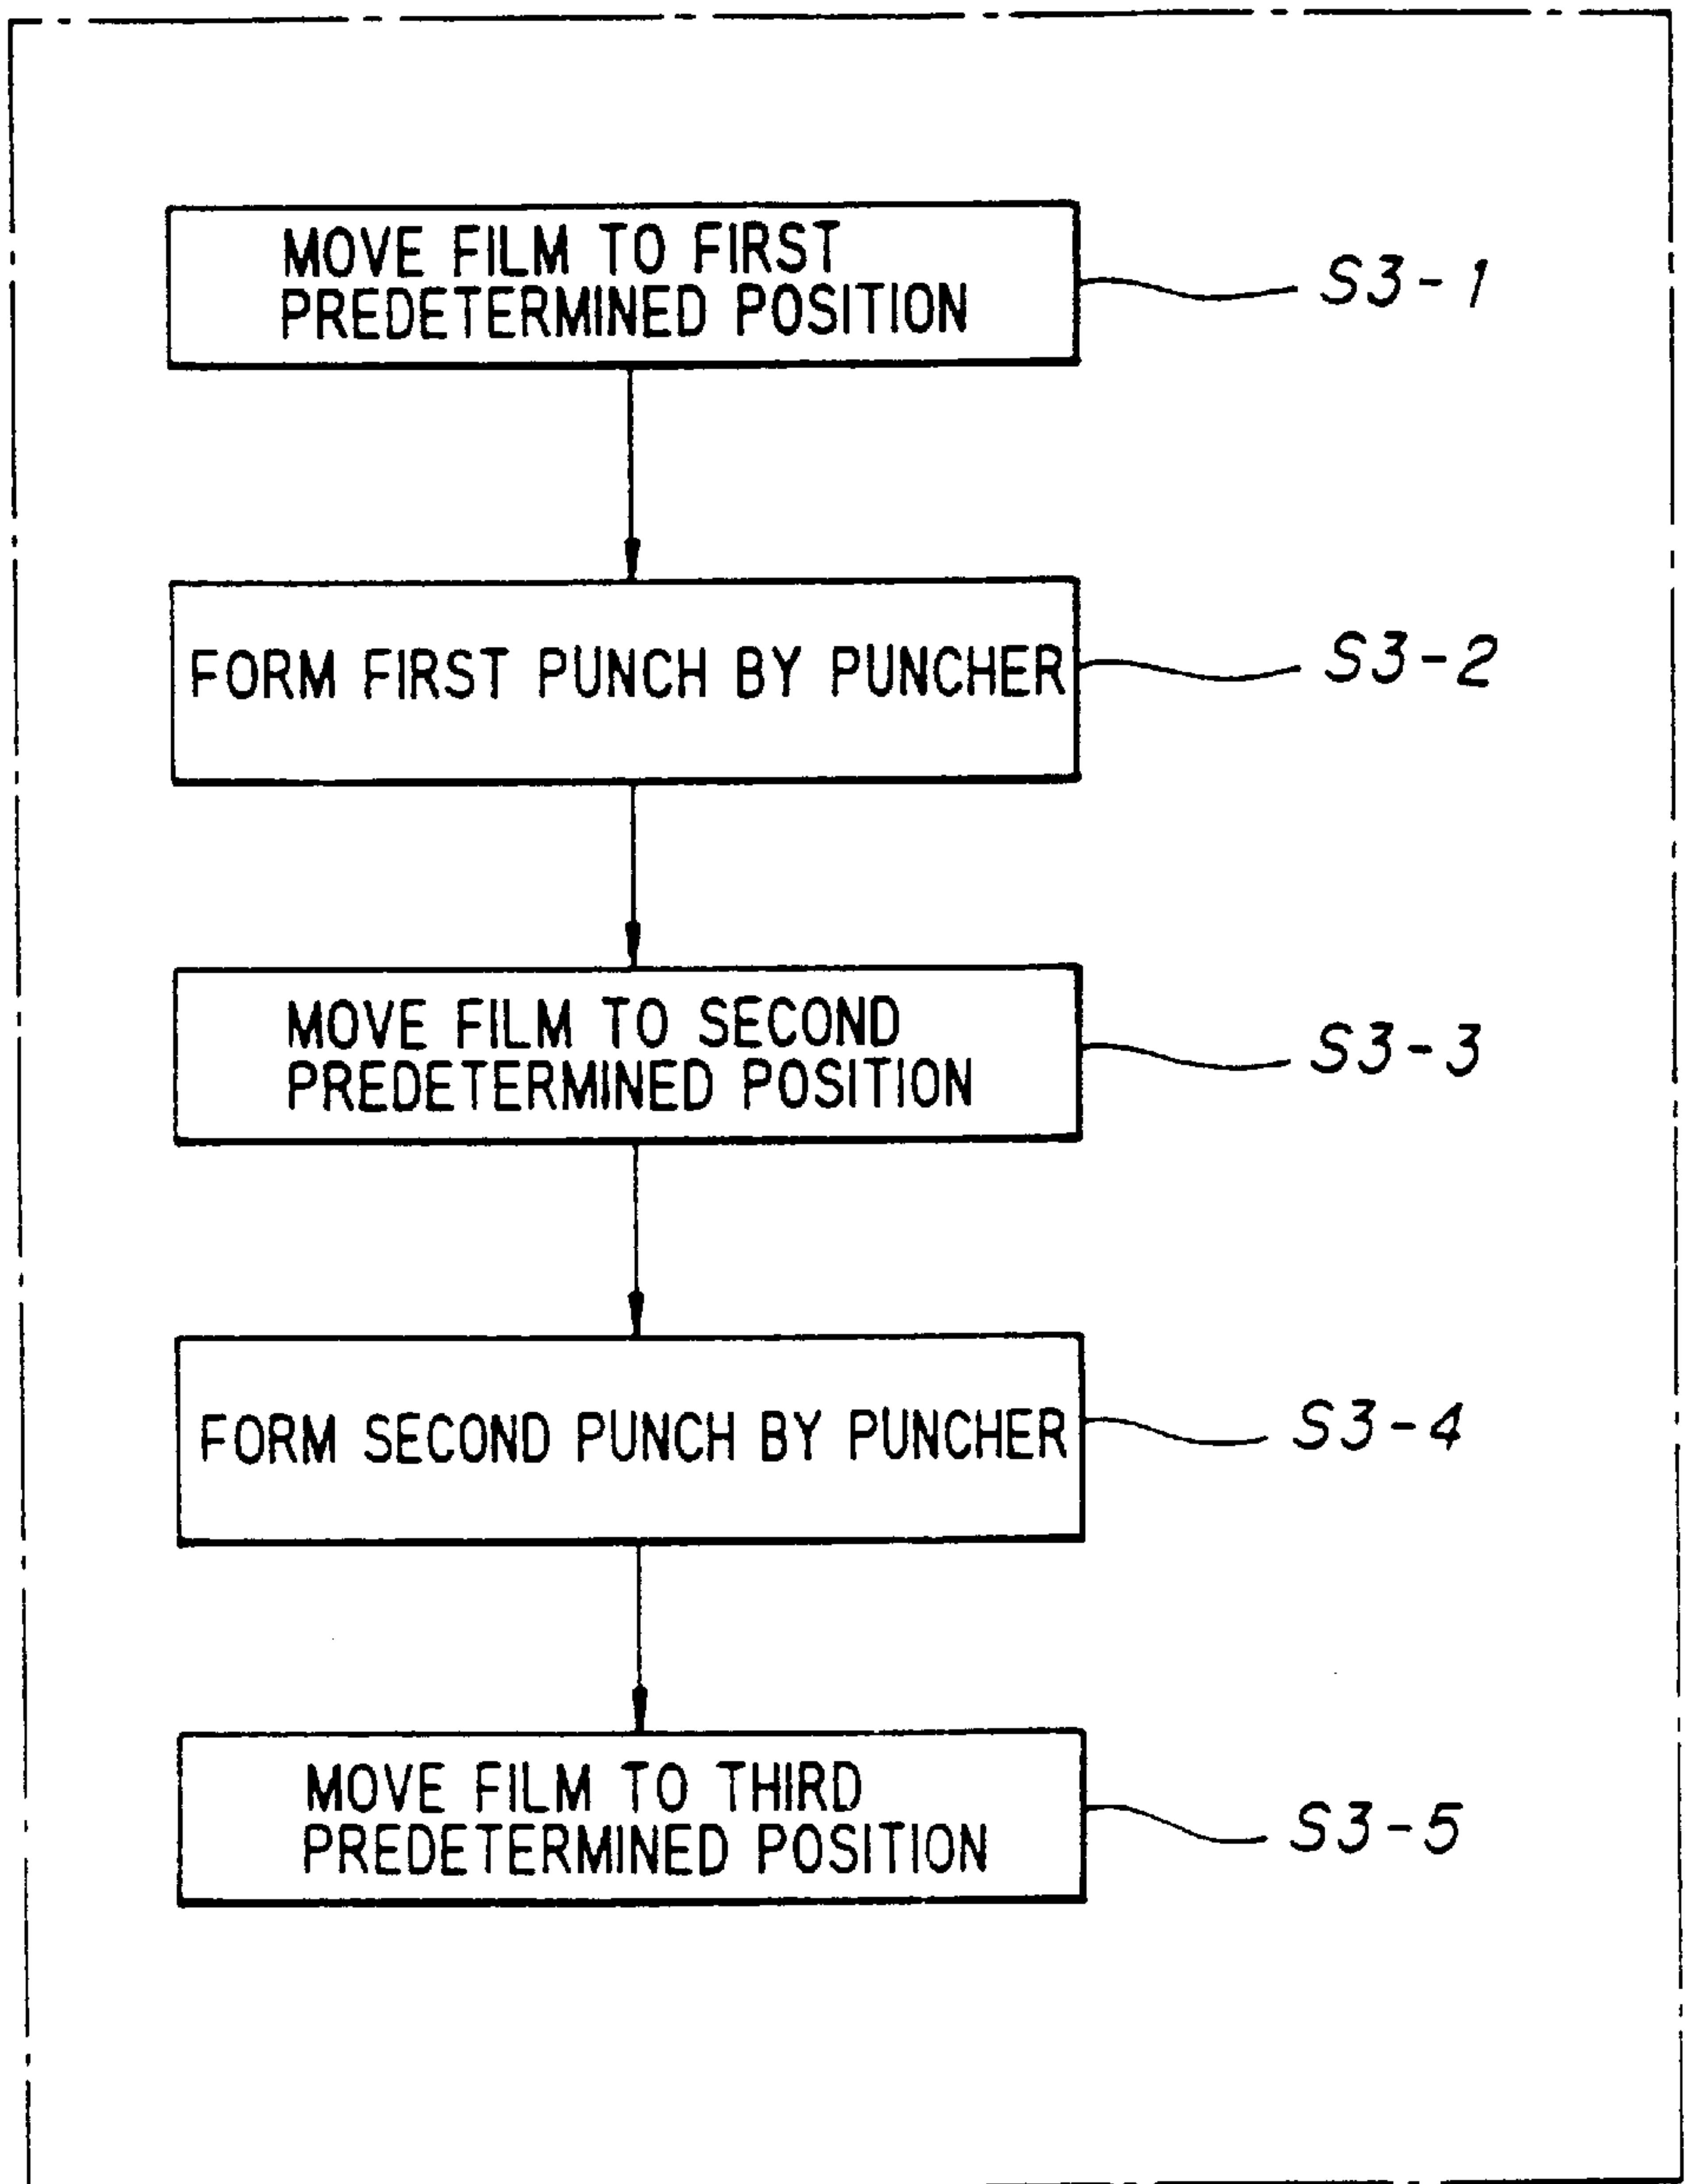 MOVE FILM TO FIRST
PREDETERMINED POSITION
S3-1
FORM FIRST PUNCH BY PUNCHER
S3-2
MOVE FILM TO SECOND
PREDETERMINED POSITION
S3-3
FORM SECOND PUNCH BY PUNCHER
S3-4
MOVE FILM TO THIRD
PREDETERMINED POSITION
S3-5